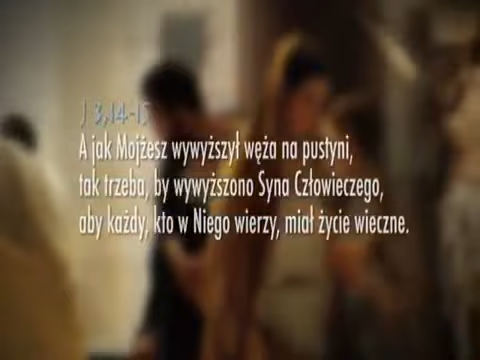 J 3,14-15
A jak Mojżesz wywyższył węża na pustyni,
tak trzeba, by wywyższono Syna Człowieczego,
aby każdy, kto w Niego wierzy, miał życie wieczne.